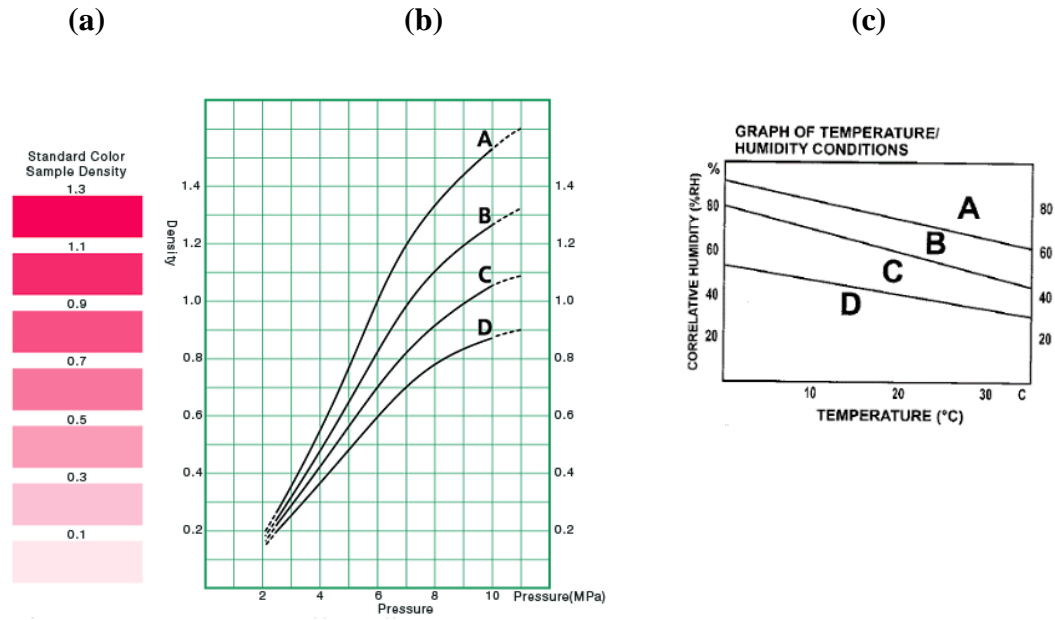 (a)
(b)
(c)
Standard Color
Sample Density
1.3
1.1
0.9
0.7
0.5
0.3
0.1
Density
1.4
1.2
1.0
0.8
0.6
0.4
0.2
A
B
C
D
1.4
1.2
1.0
0.8
0.6
0.4
0.2
2 4 6 8 10 Pressure(MPa)
Pressure
GRAPH OF TEMPERATURE/
HUMIDITY CONDITIONS
CORRELATIVE HUMIDITY (%RH)
%
80
60
40
20
A
B
C
D
80
60
40
20
10 20 30 C
TEMPERATURE (°C)